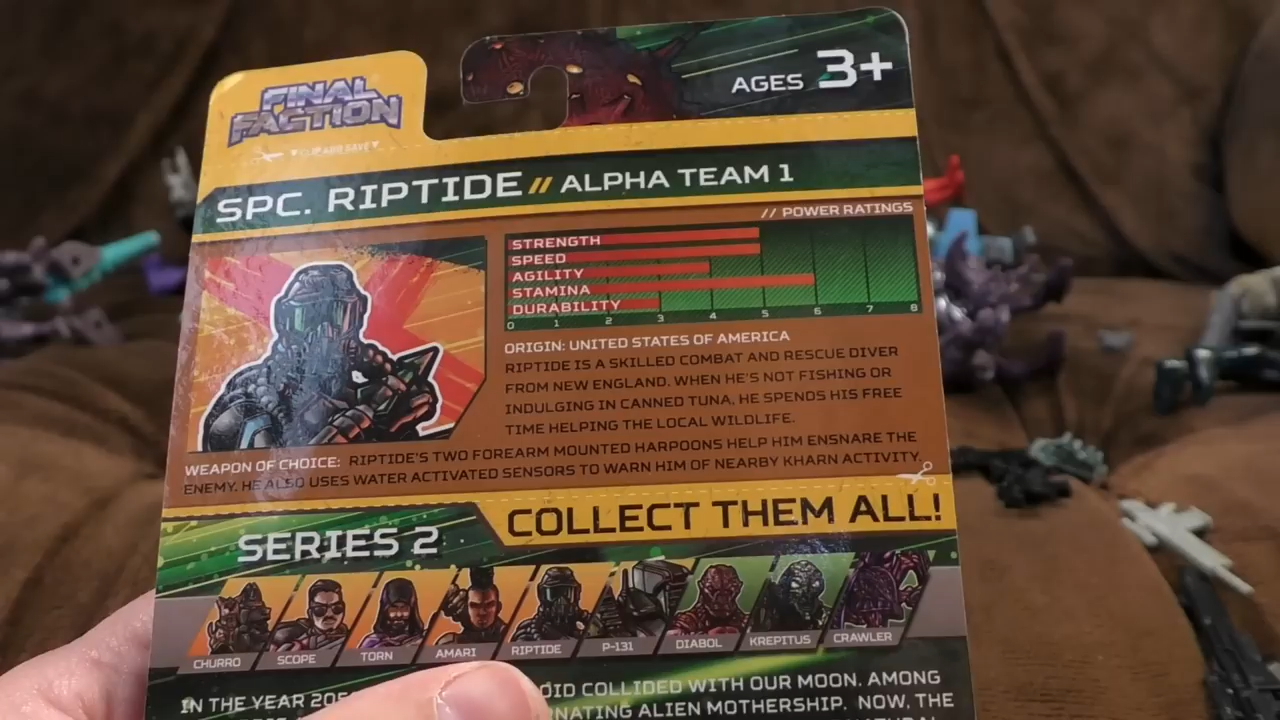 FINAL
FACTION
▼ CLIP AND SAVE ▼
AGES 3+
SPC. RIPTIDE // ALPHA TEAM 1
// POWER RATINGS
STRENGTH
SPEED
AGILITY
STAMINA
DURABILITY
0 1 2 3 4 5 6 7 8
ORIGIN: UNITED STATES OF AMERICA
RIPTIDE IS A SKILLED COMBAT AND RESCUE DIVER
FROM NEW ENGLAND. WHEN HE'S NOT FISHING OR
INDULGING IN CANNED TUNA, HE SPENDS HIS FREE
TIME HELPING THE LOCAL WILDLIFE.
WEAPON OF CHOICE: RIPTIDE'S TWO FOREARM MOUNTED HARPOONS HELP HIM ENSNARE THE
ENEMY. HE ALSO USES WATER ACTIVATED SENSORS TO WARN HIM OF NEARBY KHARN ACTIVITY.
COLLECT THEM ALL!
SERIES 2
CHURRO SCOPE TORN AMARI RIPTIDE P-131 DIABOL KREPITUS CRAWLER
IN THE YEAR COLLIDED WITH OUR MOON. AMONG
ALIEN MOTHERSHIP. NOW, THE